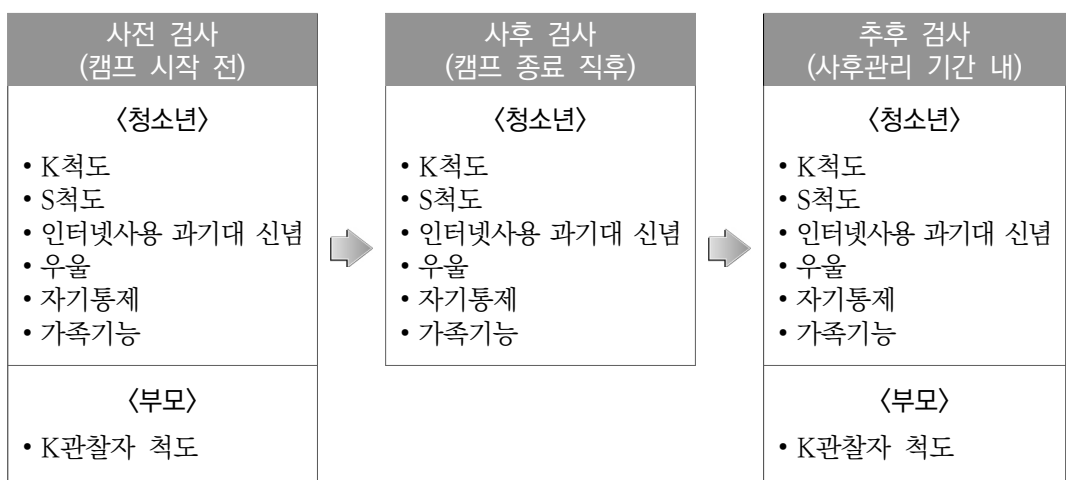 사전 검사
(캠프 시작 전)
〈청소년〉
• K척도
• S척도
• 인터넷사용 과기대 신념
• 우울
• 자기통제
• 가족기능
〈부모〉
• K관찰자 척도
사후 검사
(캠프 종료 직후)
〈청소년〉
• K척도
• S척도
• 인터넷사용 과기대 신념
• 우울
• 자기통제
• 가족기능
추후 검사
(사후관리 기간 내)
〈청소년〉
• K척도
• S척도
• 인터넷사용 과기대 신념
• 우울
• 자기통제
• 가족기능
〈부모〉
• K관찰자 척도